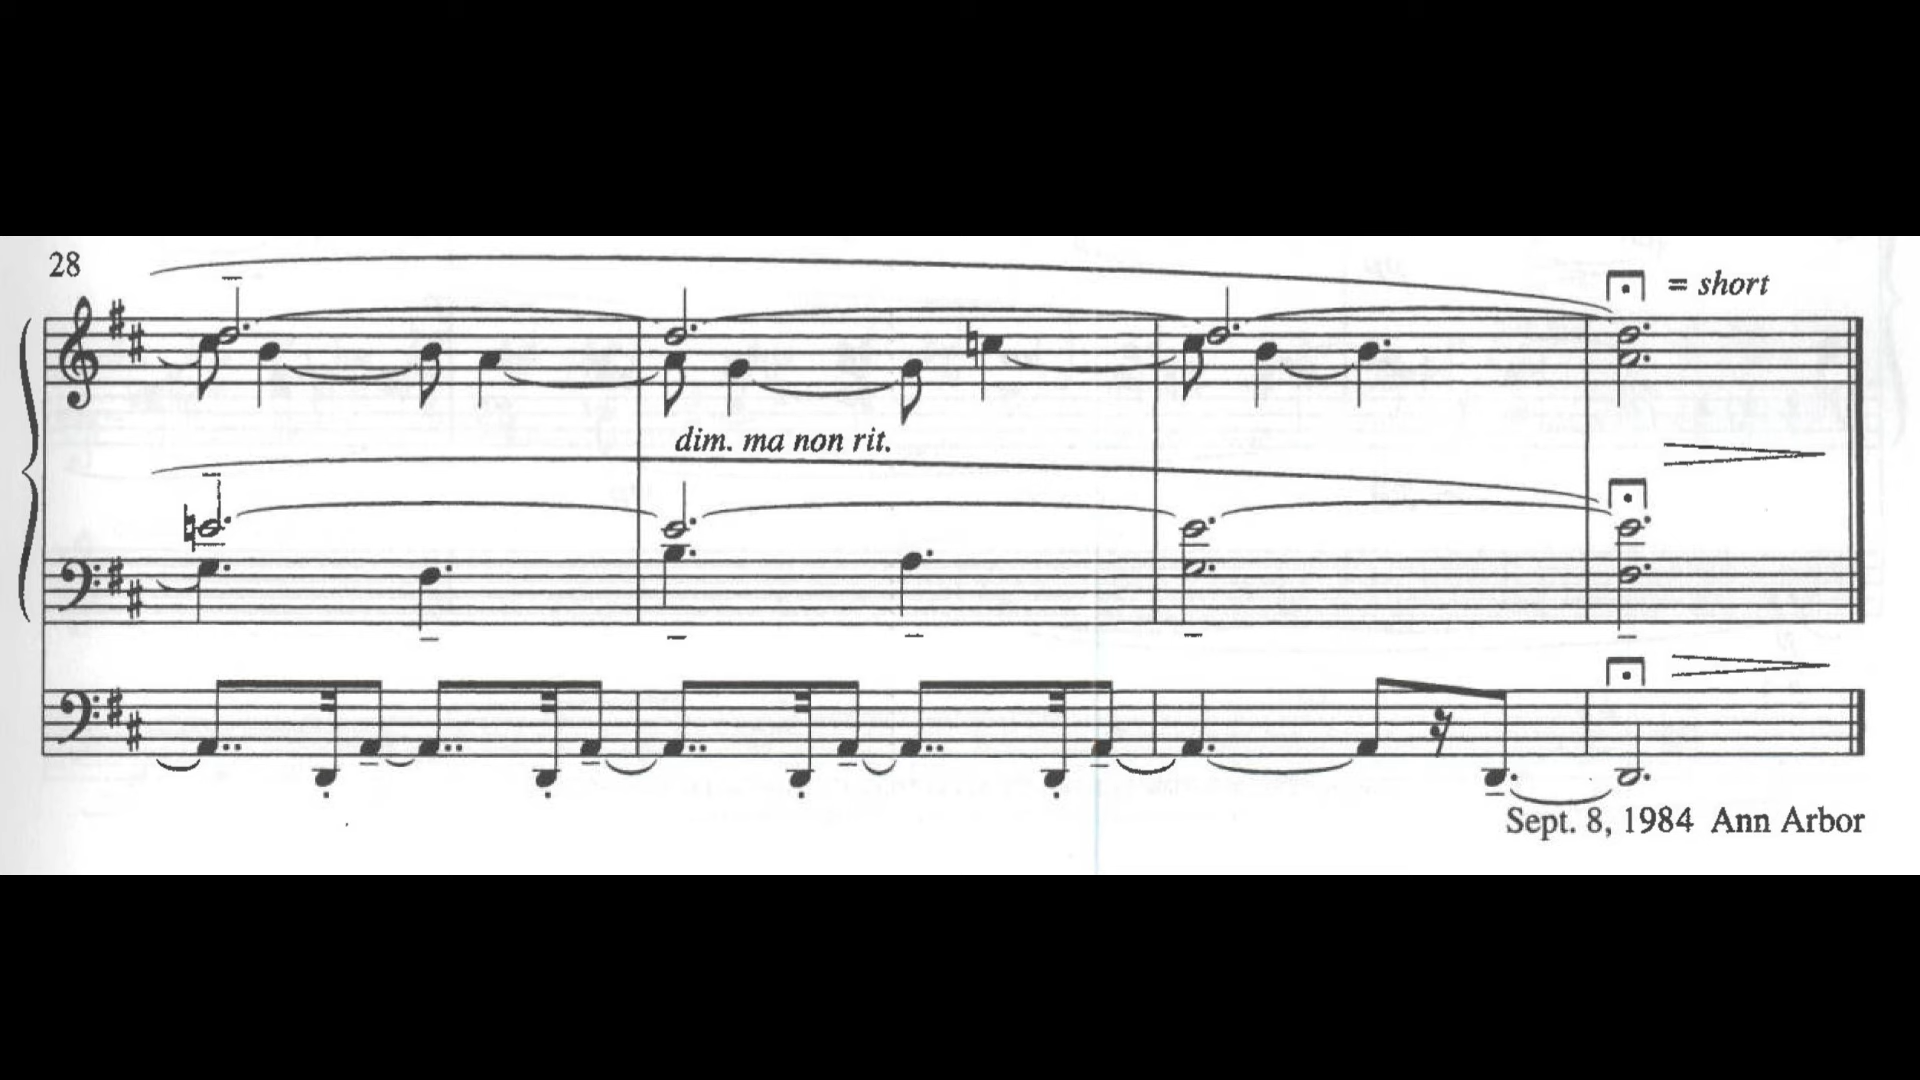 28
= short
dim. ma non rit.
Sept. 8, 1984 Ann Arbor